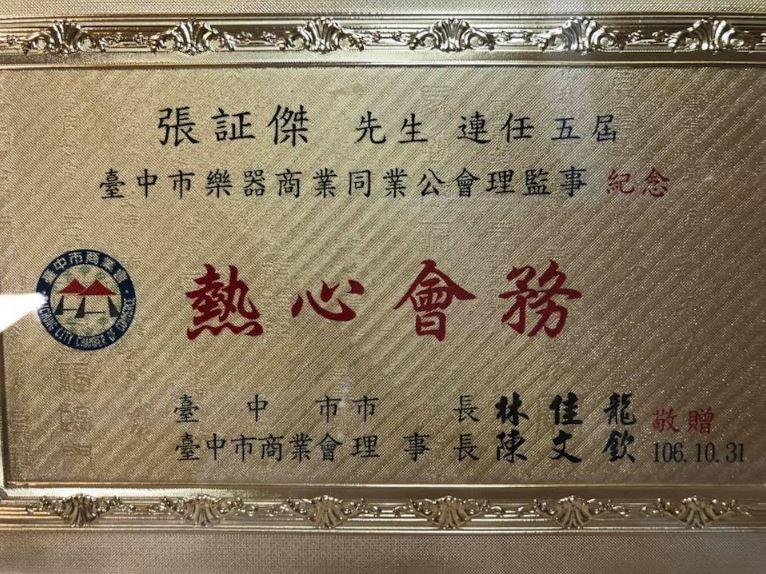 張証傑 先生 連任五屆
臺中市樂器商業同業公會理監事 紀念
熱心會務
臺中市商業會
TAICHUNG CITY CHAMBER OF COMMERCE
臺中市市長 林佳龍 敬贈
臺中市商業會理事長 陳文欽 106.10.31